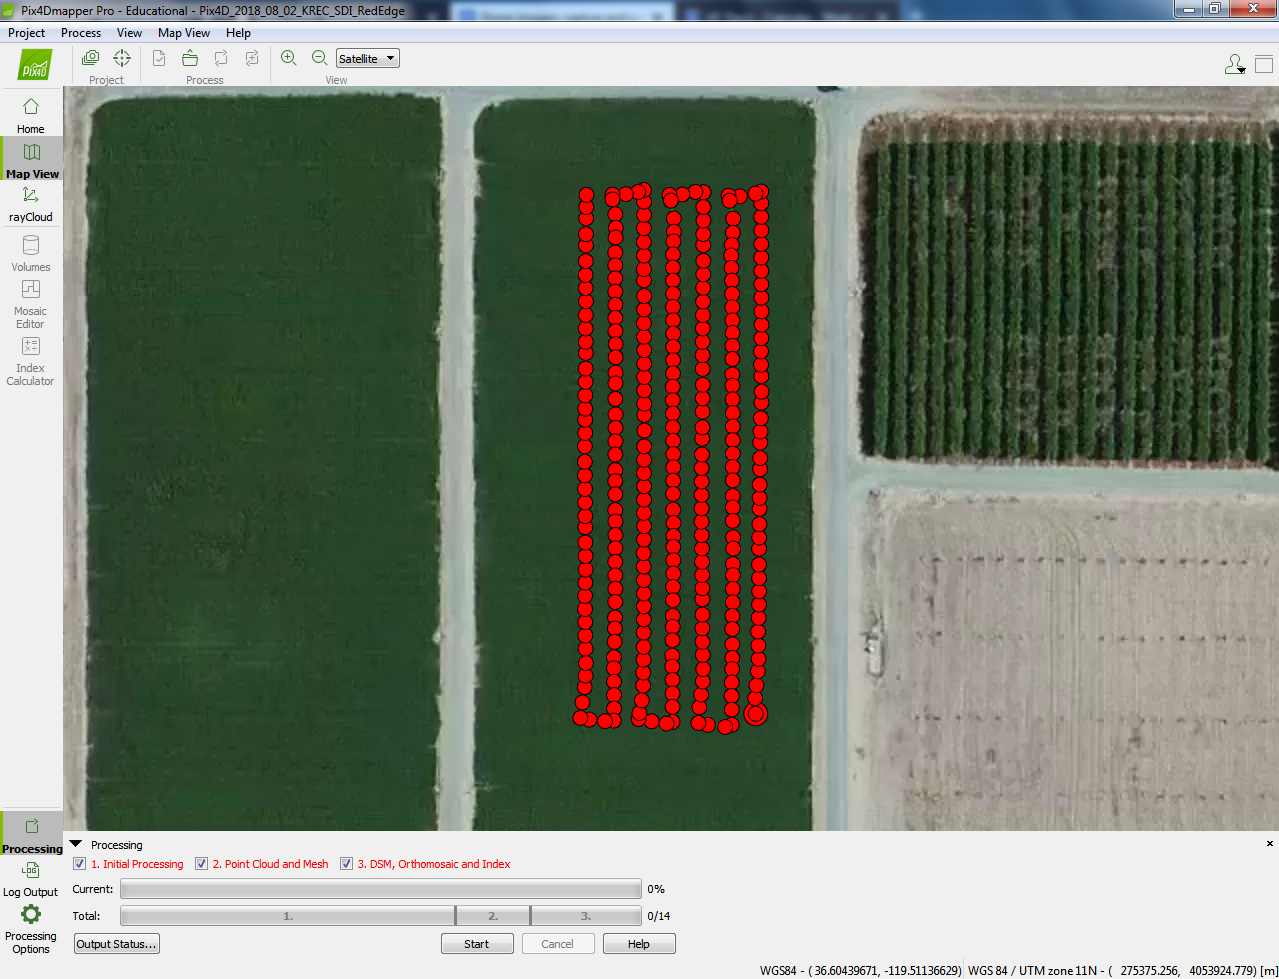 Pix4Dmapper Pro - Educational - Pix4D_2018_08_02_KREC_SDI_RedEdge
Project Process View Map View Help
PIX4D
Satellite
Project Process View
Home
Map View
rayCloud
Volumes
Mosaic
Editor
Index
Calculator
Processing
Log Output
Processing
Options
LOG
Processing
1. Initial Processing 2. Point Cloud and Mesh 3. DSM, Orthomosaic and Index
Current: 0%
Total: 1. 2. 3. 0/14
Output Status... Start Cancel Help
WGS84 - ( 36.60439671, -119.51136629) WGS 84 / UTM zone 11N - ( 275375.256, 4053924.779) [m]